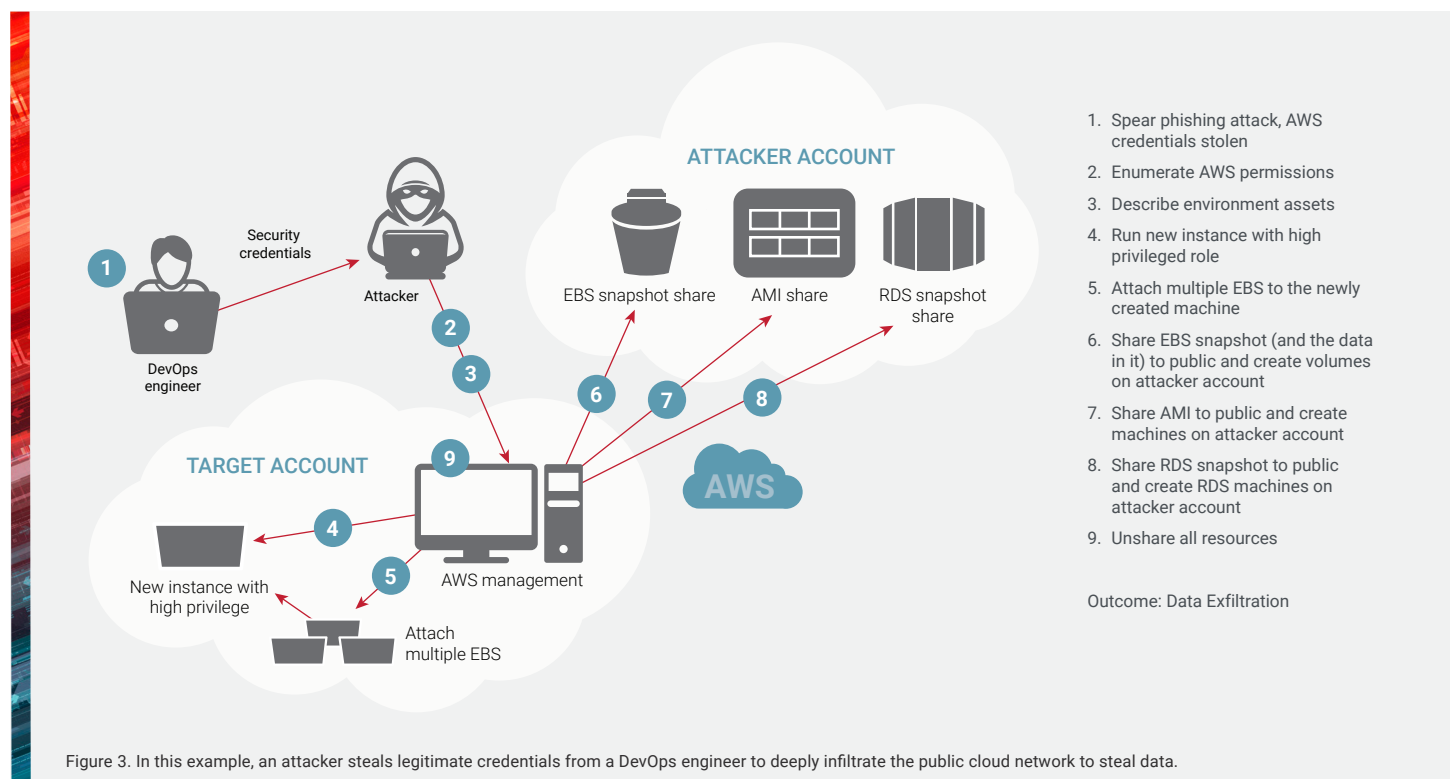 ATTACKER ACCOUNT
EBS snapshot share
AMI share
RDS snapshot
share
1
Security
credentials
Attacker
DevOps
engineer
2
3
6
7
8
TARGET ACCOUNT
9
AWS
4
5
AWS management
New instance with
high privilege
Attach
multiple EBS
1. Spear phishing attack, AWS
credentials stolen
2. Enumerate AWS permissions
3. Describe environment assets
4. Run new instance with high
privileged role
5. Attach multiple EBS to the newly
created machine
6. Share EBS snapshot (and the data
in it) to public and create volumes
on attacker account
7. Share AMI to public and create
machines on attacker account
8. Share RDS snapshot to public
and create RDS machines on
attacker account
9. Unshare all resources
Outcome: Data Exfiltration
Figure 3. In this example, an attacker steals legitimate credentials from a DevOps engineer to deeply infiltrate the public cloud network to steal data.